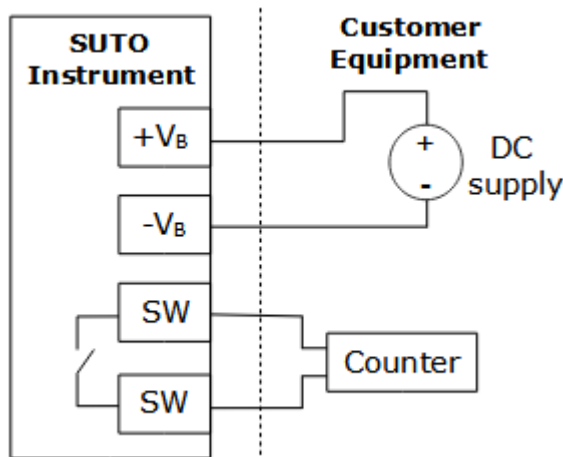 SUTO
Instrument
Customer
Equipment
+VB
+
-
DC
supply
-VB
SW
Counter
SW